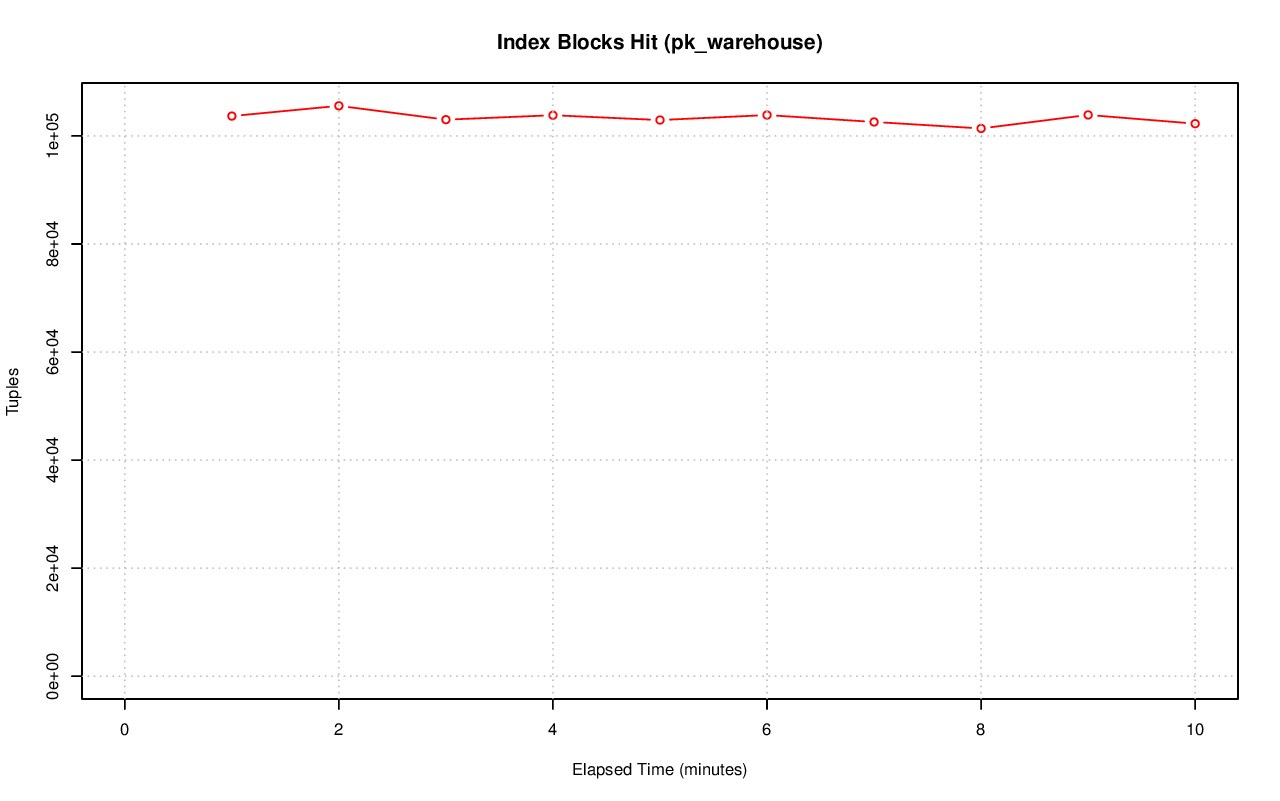 Index Blocks Hit (pk_warehouse)
1e+05
8e+04
6e+04
4e+04
2e+04
0e+00
Tuples
0 2 4 6 8 10
Elapsed Time (minutes)